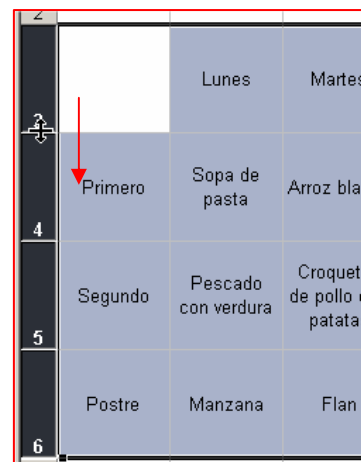 2
Lunes
Martes
3
Primero
Sopa de
pasta
Arroz bla
4
Segundo
Pescado
con verdura
Croquet
de pollo
patata
5
Postre
Manzana
Flan
6